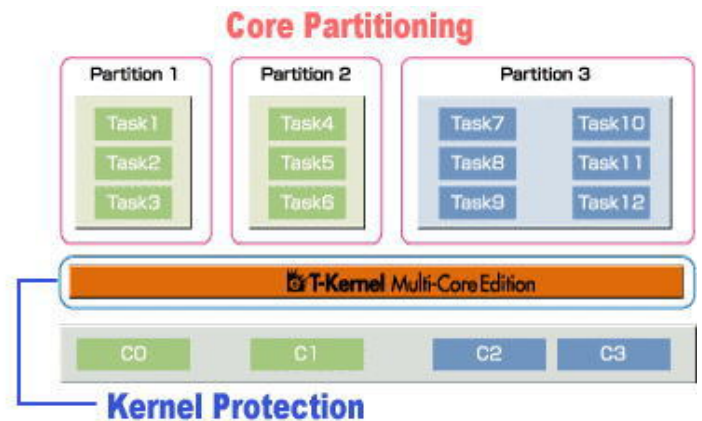 Core Partitioning
Partition 1 Partition 2 Partition 3
Task1 Task4 Task7 Task10
Task2 Task5 Task8 Task11
Task3 Task6 Task9 Task12
T-Kernel Multi-Core Edition
C0 C1 C2 C3
Kernel Protection